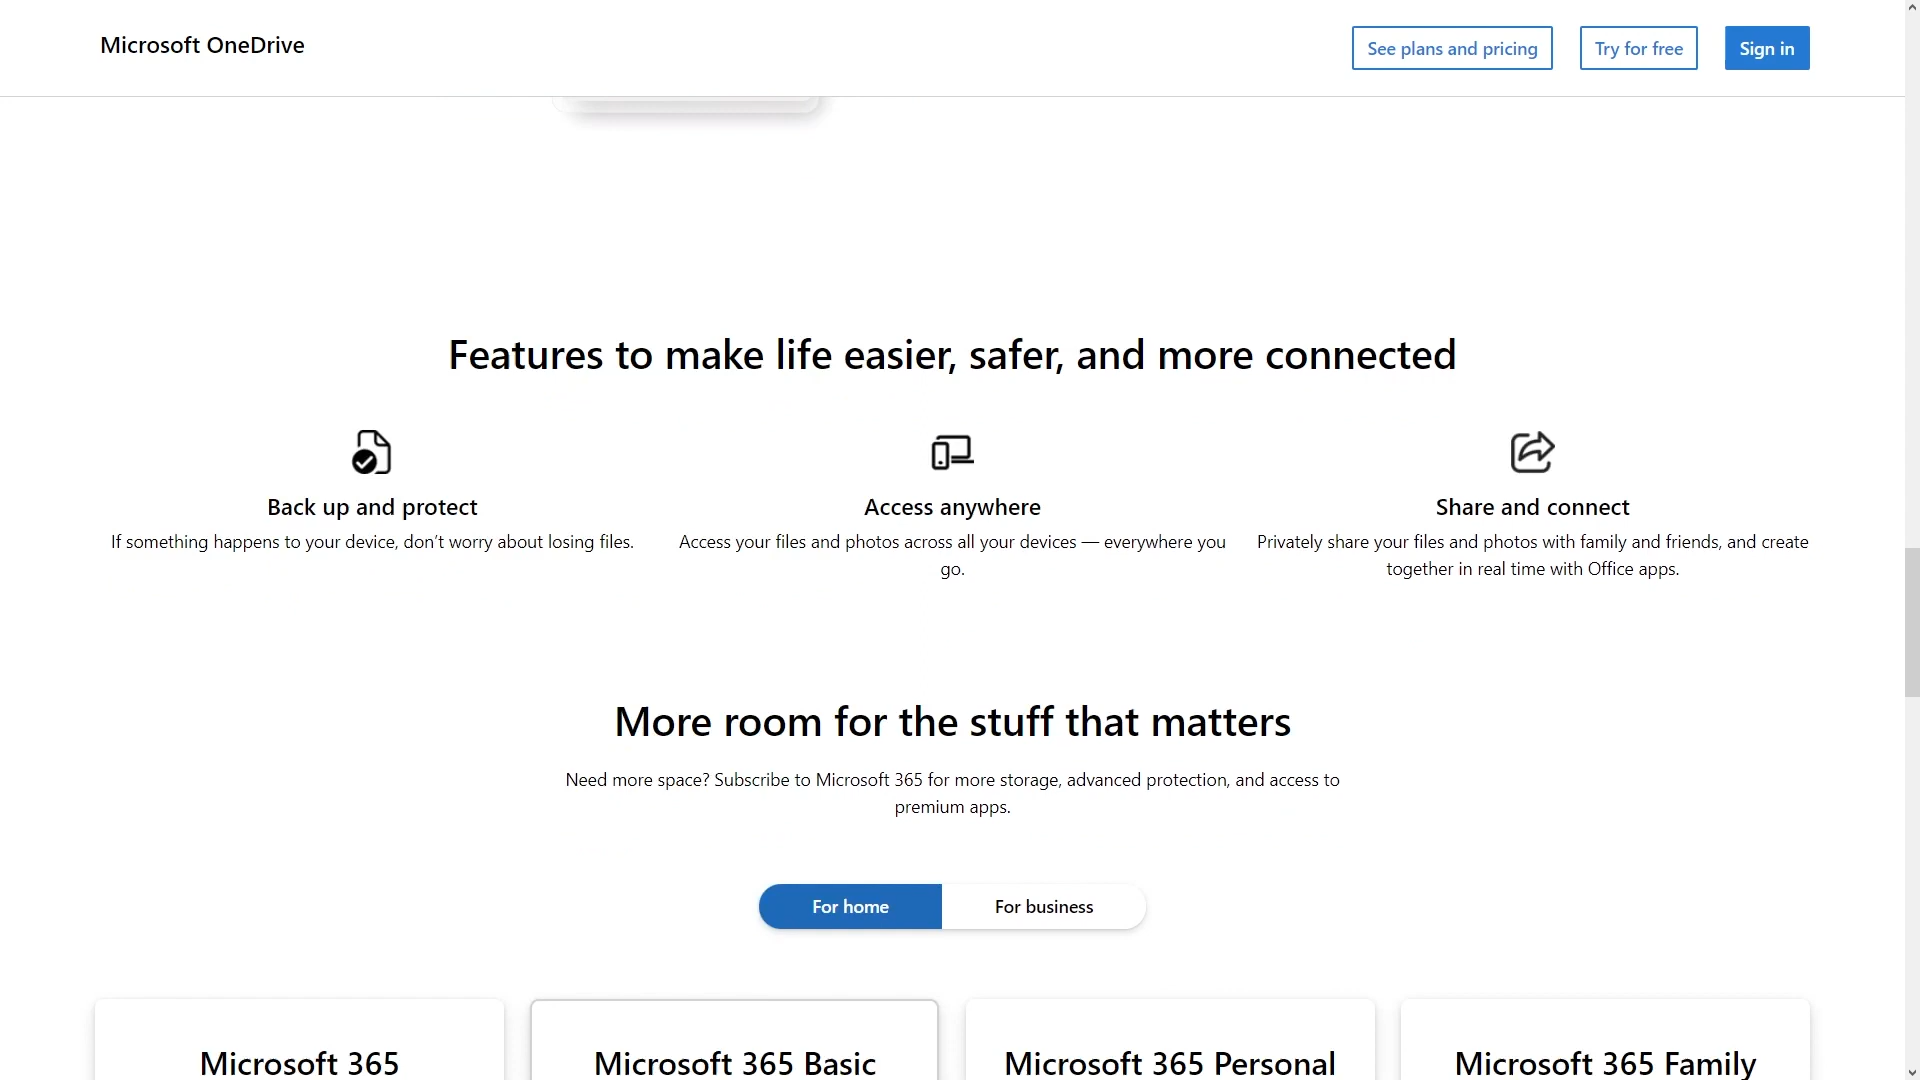 Microsoft OneDrive
See plans and pricing
Try for free
Sign in
Features to make life easier, safer, and more connected
Back up and protect
If something happens to your device, don’t worry about losing files.
Access anywhere
Access your files and photos across all your devices — everywhere you
go.
Share and connect
Privately share your files and photos with family and friends, and create
together in real time with Office apps.
More room for the stuff that matters
Need more space? Subscribe to Microsoft 365 for more storage, advanced protection, and access to
premium apps.
For home
For business
Microsoft 365
Microsoft 365 Basic
Microsoft 365 Personal
Microsoft 365 Family